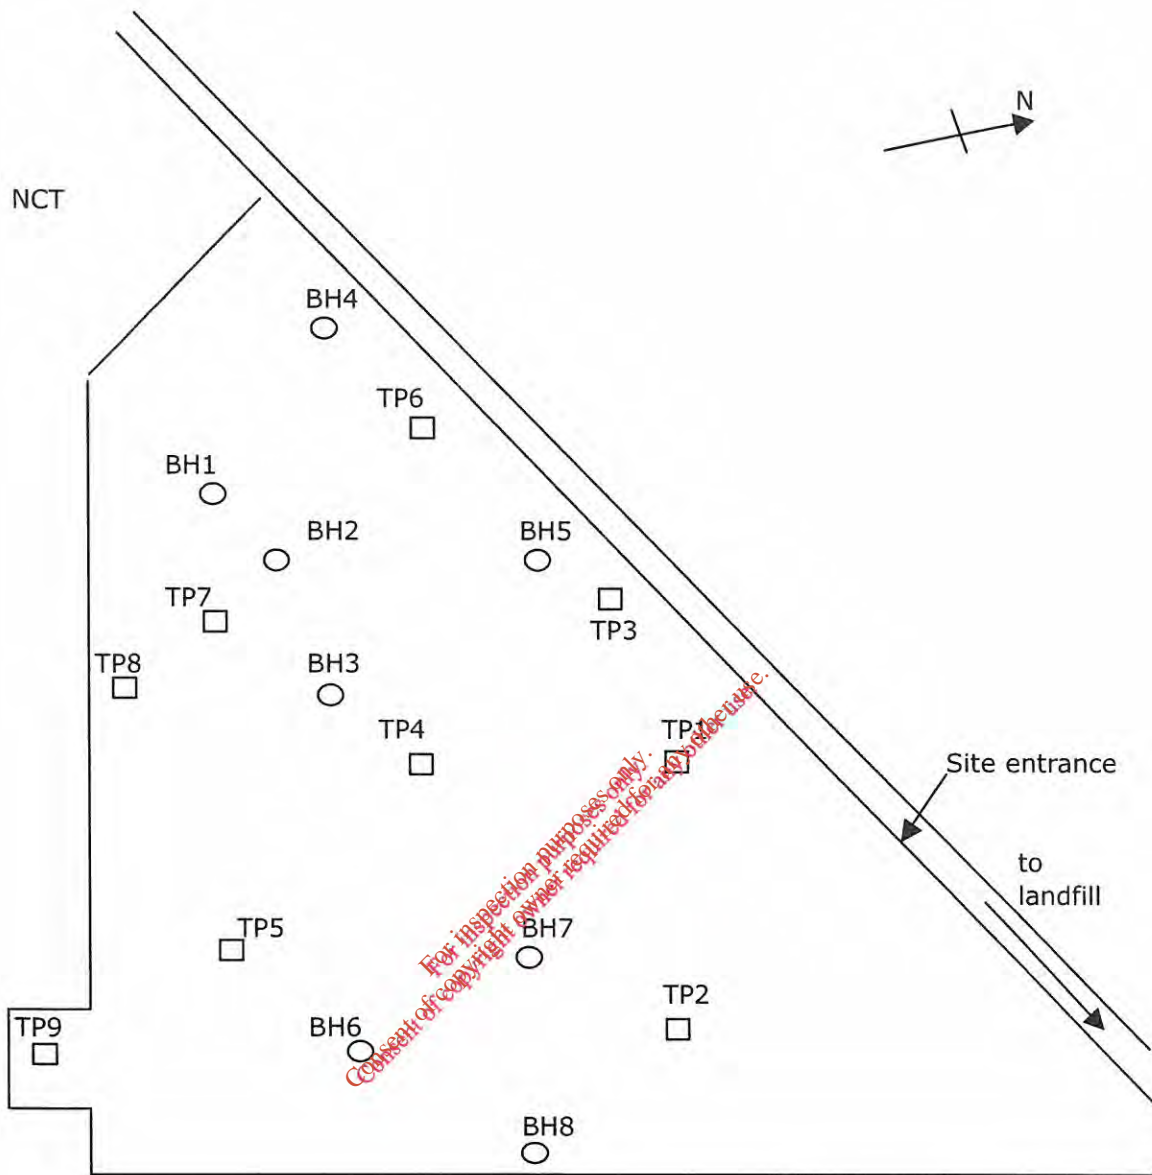 N
NCT
BH4
TP6
BH1
BH2
BH5
TP7
TP3
TP8
BH3
TP4
TP1
Site entrance
to
landfill
TP5
BH7
TP2
TP9
BH6
BH8
For inspection purposes only.
Consent of copyright owner required for any other use.